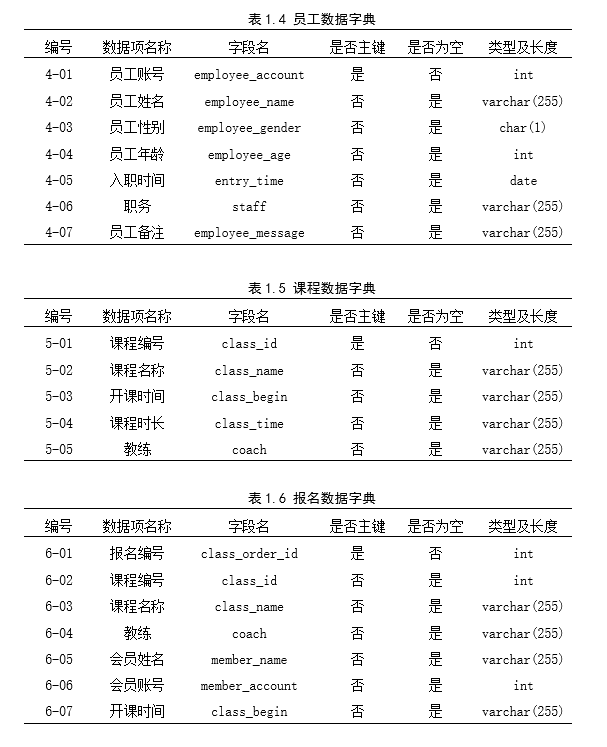 表1.4 员工数据字典
编号 数据项名称 字段名 是否主键 是否为空 类型及长度
4-01 员工账号 employee_account 是 否 int
4-02 员工姓名 employee_name 否 是 varchar(255)
4-03 员工性别 employee_gender 否 是 char(1)
4-04 员工年龄 employee_age 否 是 int
4-05 入职时间 entry_time 否 是 date
4-06 职务 staff 否 是 varchar(255)
4-07 员工备注 employee_message 否 是 varchar(255)
表1.5 课程数据字典
编号 数据项名称 字段名 是否主键 是否为空 类型及长度
5-01 课程编号 class_id 是 否 int
5-02 课程名称 class_name 否 是 varchar(255)
5-03 开课时间 class_begin 否 是 varchar(255)
5-04 课程时长 class_time 否 是 varchar(255)
5-05 教练 coach 否 是 varchar(255)
表1.6 报名数据字典
编号 数据项名称 字段名 是否主键 是否为空 类型及长度
6-01 报名编号 class_order_id 是 否 int
6-02 课程编号 class_id 否 是 int
6-03 课程名称 class_name 否 是 varchar(255)
6-04 教练 coach 否 是 varchar(255)
6-05 会员姓名 member_name 否 是 varchar(255)
6-06 会员账号 member_account 否 是 int
6-07 开课时间 class_begin 否 是 varchar(255)